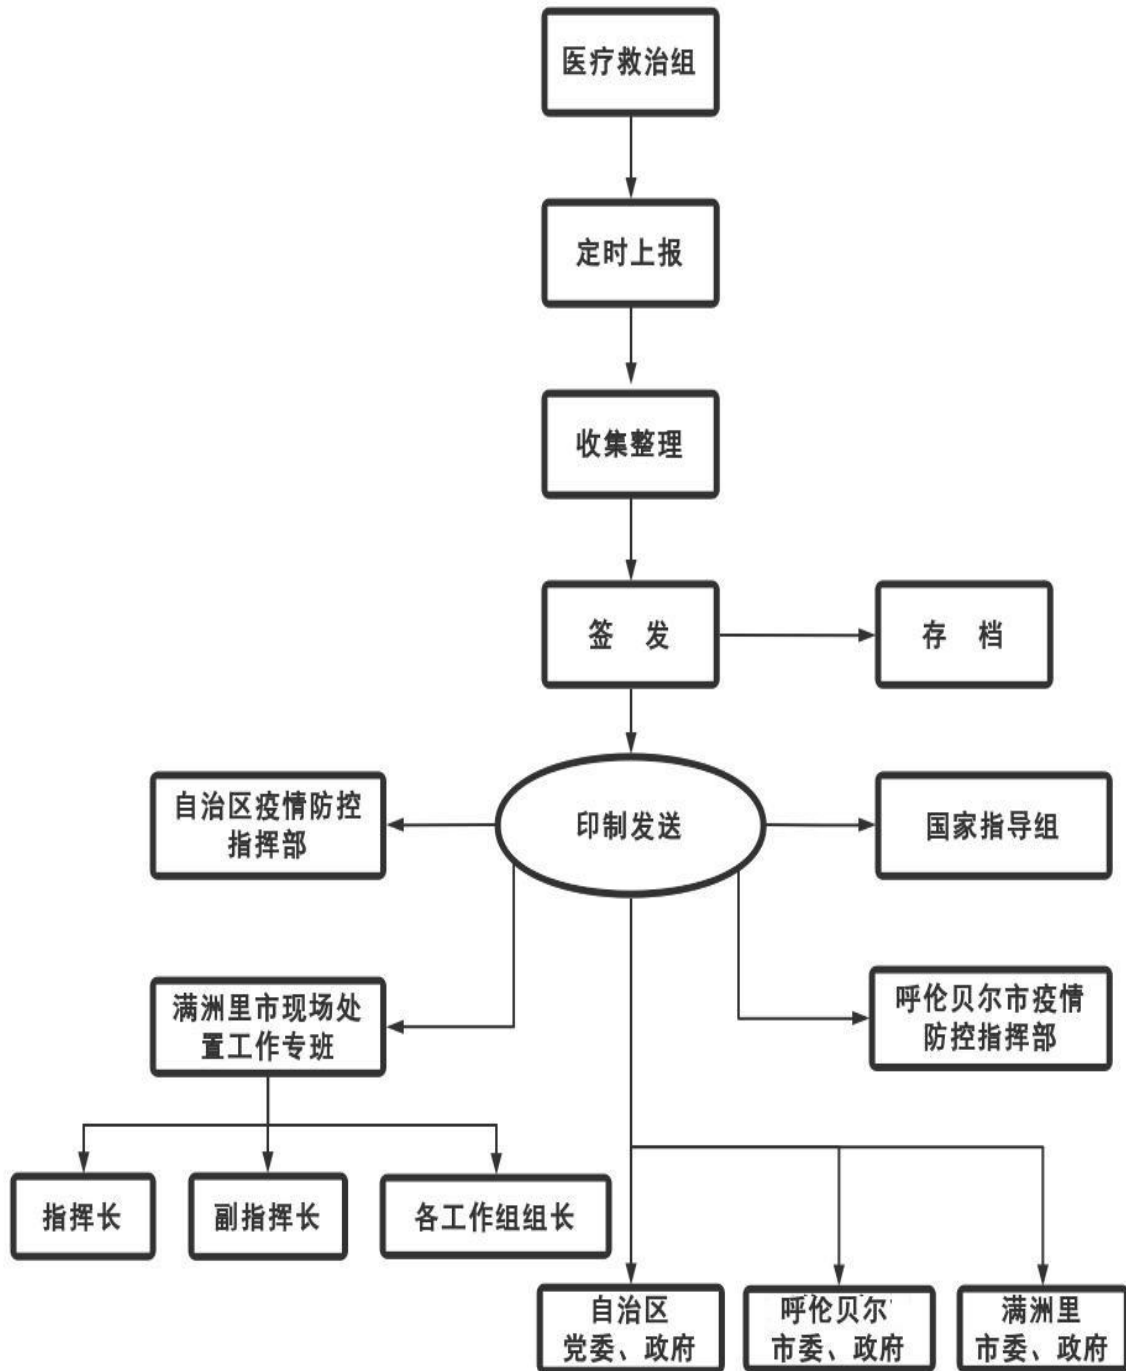 医疗救治组
定时上报
收集整理
签 发
存 档
自治区疫情防控
指挥部
印制发送
国家指导组
满洲里市现场处
置工作专班
呼伦贝尔市疫情
防控指挥部
指挥长
副指挥长
各工作组组长
自治区
党委、政府
呼伦贝尔
市委、政府
满洲里
市委、政府